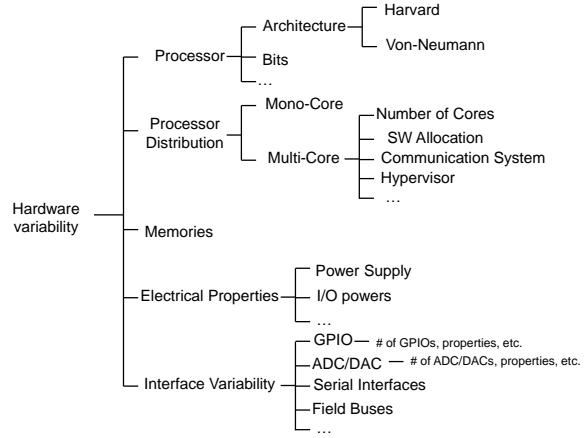 Harvard
Architecture
Von-Neumann
Processor
Bits
...
Mono-Core
Processor
Distribution
Number of Cores
SW Allocation
Multi-Core
Communication System
Hypervisor
...
Hardware
variability
Memories
Power Supply
Electrical Properties
I/O powers
...
GPIO
# of GPIOs, properties, etc.
ADC/DAC
# of ADC/DACs, properties, etc.
Interface Variability
Serial Interfaces
Field Buses
...